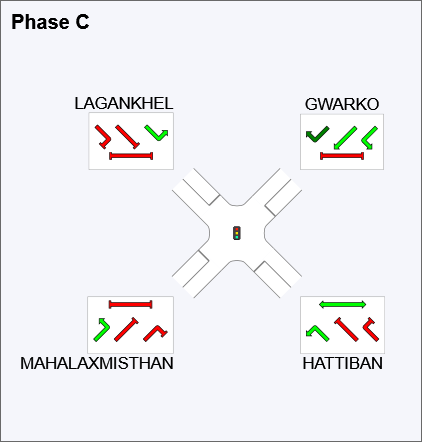 Phase C
LAGANKHEL
GWARKO
MAHALAXMISTHAN
HATTIBAN